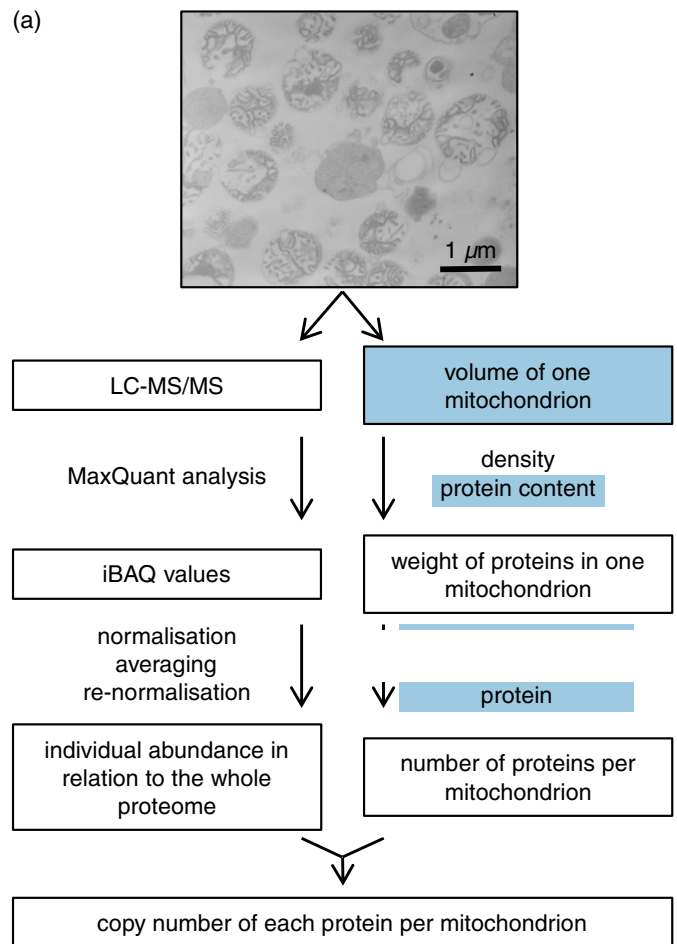 (a)
1 µm
LC-MS/MS
volume of one
mitochondrion
MaxQuant analysis
density
protein content
iBAQ values
weight of proteins in one
mitochondrion
normalisation
averaging
re-normalisation
protein
individual abundance in
relation to the whole
proteome
number of proteins per
mitochondrion
copy number of each protein per mitochondrion